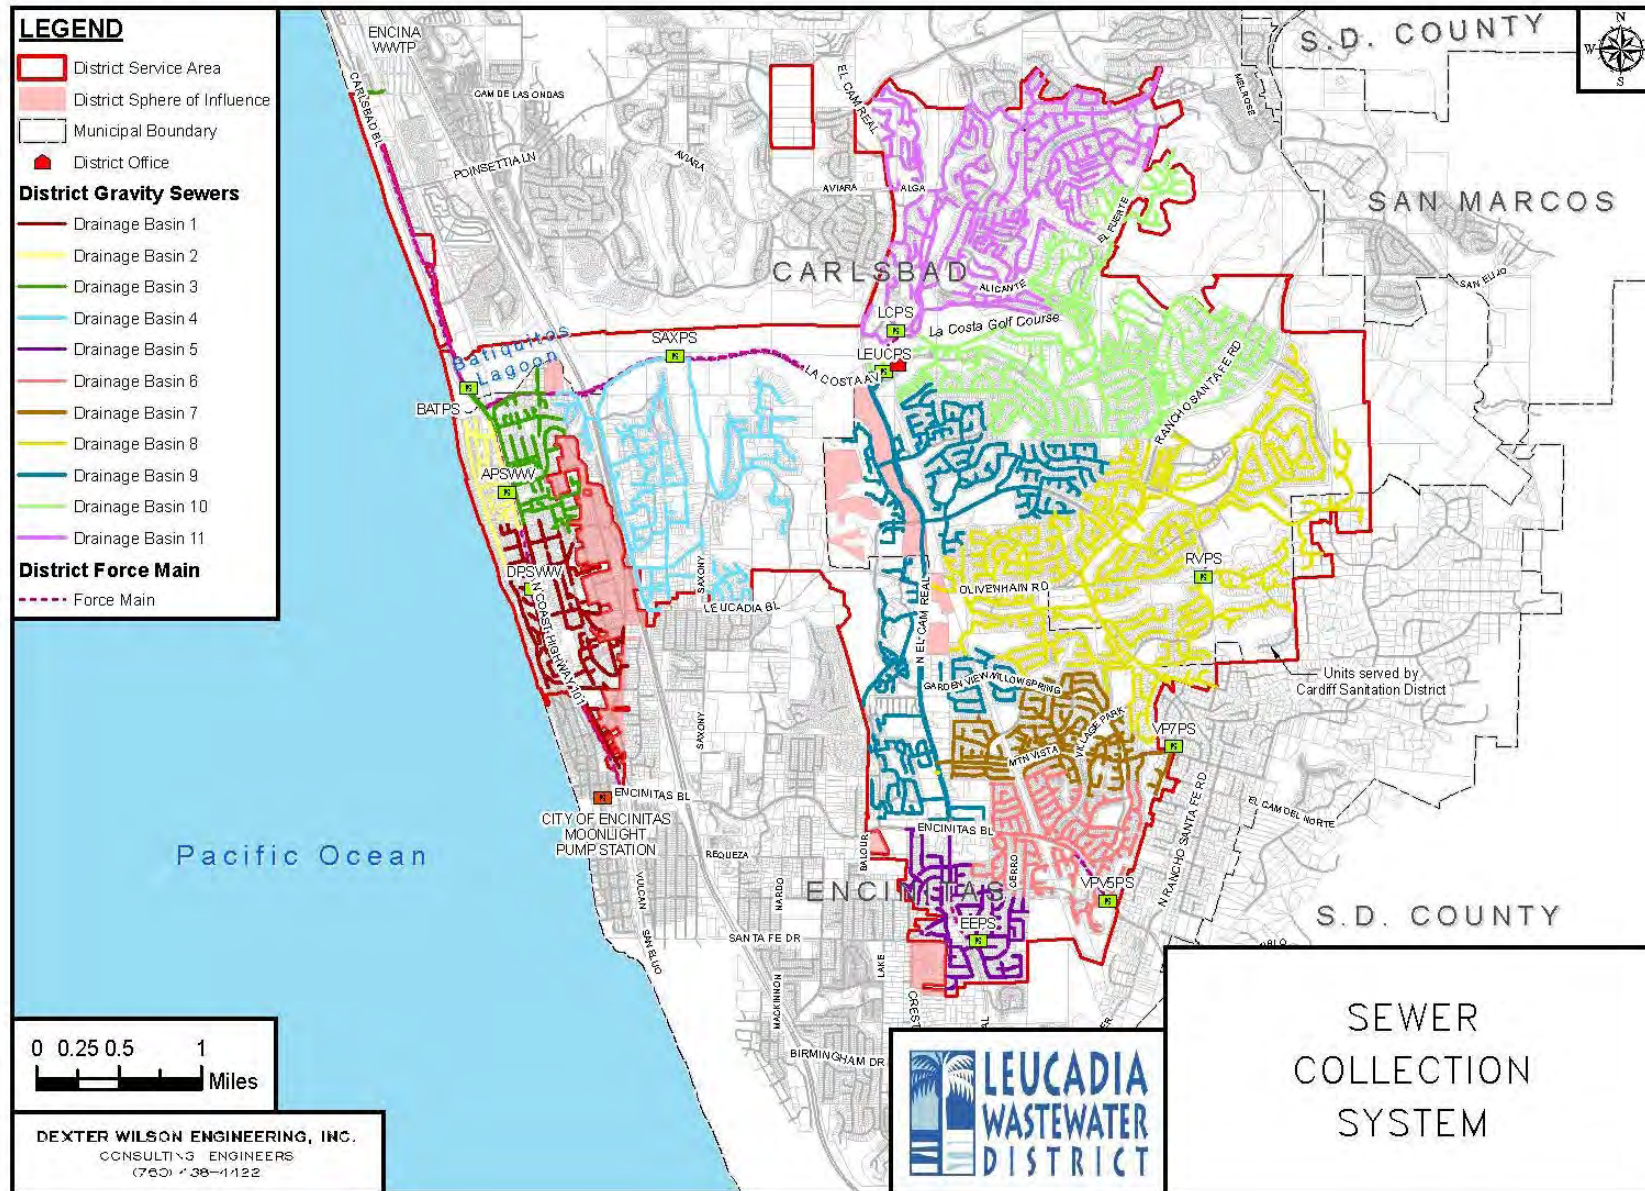 LEGEND
District Service Area
District Sphere of Influence
Municipal Boundary
District Office
District Gravity Sewers
Drainage Basin 1
Drainage Basin 2
Drainage Basin 3
Drainage Basin 4
Drainage Basin 5
Drainage Basin 6
Drainage Basin 7
Drainage Basin 8
Drainage Basin 9
Drainage Basin 10
Drainage Basin 11
District Force Main
Force Main
ENCINA
WWTP
CARLSBAD BL
CAM DE LAS ONDAS
POINSETTIA LN
AVIARA
AVIARA
ALGA
EL CAM REAL
MELROSE
S.D. COUNTY
N
W
S
SAN MARCOS
EL FUERTE
CARLSBAD
ALICANTE
SAN ELIJO
LCPS
La Costa Golf Course
SAXPS
LEUCPS
LA COSTA AV
Batiquitos
Lagoon
BATPS
RANCHO SANTA FE RD
APSWWV
DPSWWV
N COAST HIGHWAY 101
SAXONY
LEUCADIA BL
RVPS
OLIVENHAIN RD
N EL CAM REAL
Units served by
Cardiff Sanitation District
GARDEN VIEW/WILLOWSPRING
VILLAGE PARK
MTN VISTA
VP7PS
SAXONY
ENCINITAS BL
CITY OF ENCINITAS
MOONLIGHT
PUMP STATION
ENCINITAS BL
N RANCHO SANTA FE RD
EL CAM DEL NORTE
Pacific Ocean
REQUEZA
BALOUR
CERRO
VPV5PS
ENCINITAS
NARDO
VULCAN
EEPS
S.D. COUNTY
SANTA FE DR
SAN ELIJO
LAKE
MACKINNON
CREST
BIRMINGHAM DR
0 0.25 0.5 1
Miles
DEXTER WILSON ENGINEERING, INC.
CONSULTING ENGINEERS
LEUCADIA
WASTEWATER
DISTRICT
SEWER
COLLECTION
SYSTEM